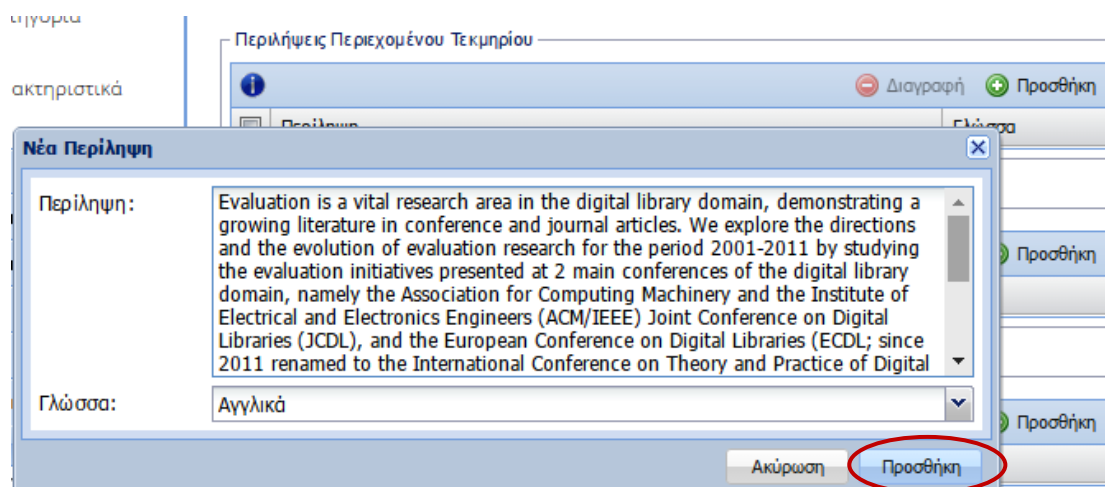 Περιλήψεις Περιεχομένου Τεκμηρίου
ακτηριστικά
Διαγραφή Προσθήκη
Περίληψη Γλώσσα
Νέα Περίληψη
Περίληψη:
Evaluation is a vital research area in the digital library domain, demonstrating a
growing literature in conference and journal articles. We explore the directions
and the evolution of evaluation research for the period 2001-2011 by studying
the evaluation initiatives presented at 2 main conferences of the digital library
domain, namely the Association for Computing Machinery and the Institute of
Electrical and Electronics Engineers (ACM/IEEE) Joint Conference on Digital
Libraries (JCDL), and the European Conference on Digital Libraries (ECDL; since
2011 renamed to the International Conference on Theory and Practice of Digital
Προσθήκη
Γλώσσα: Αγγλικά
Προσθήκη
Ακύρωση Προσθήκη